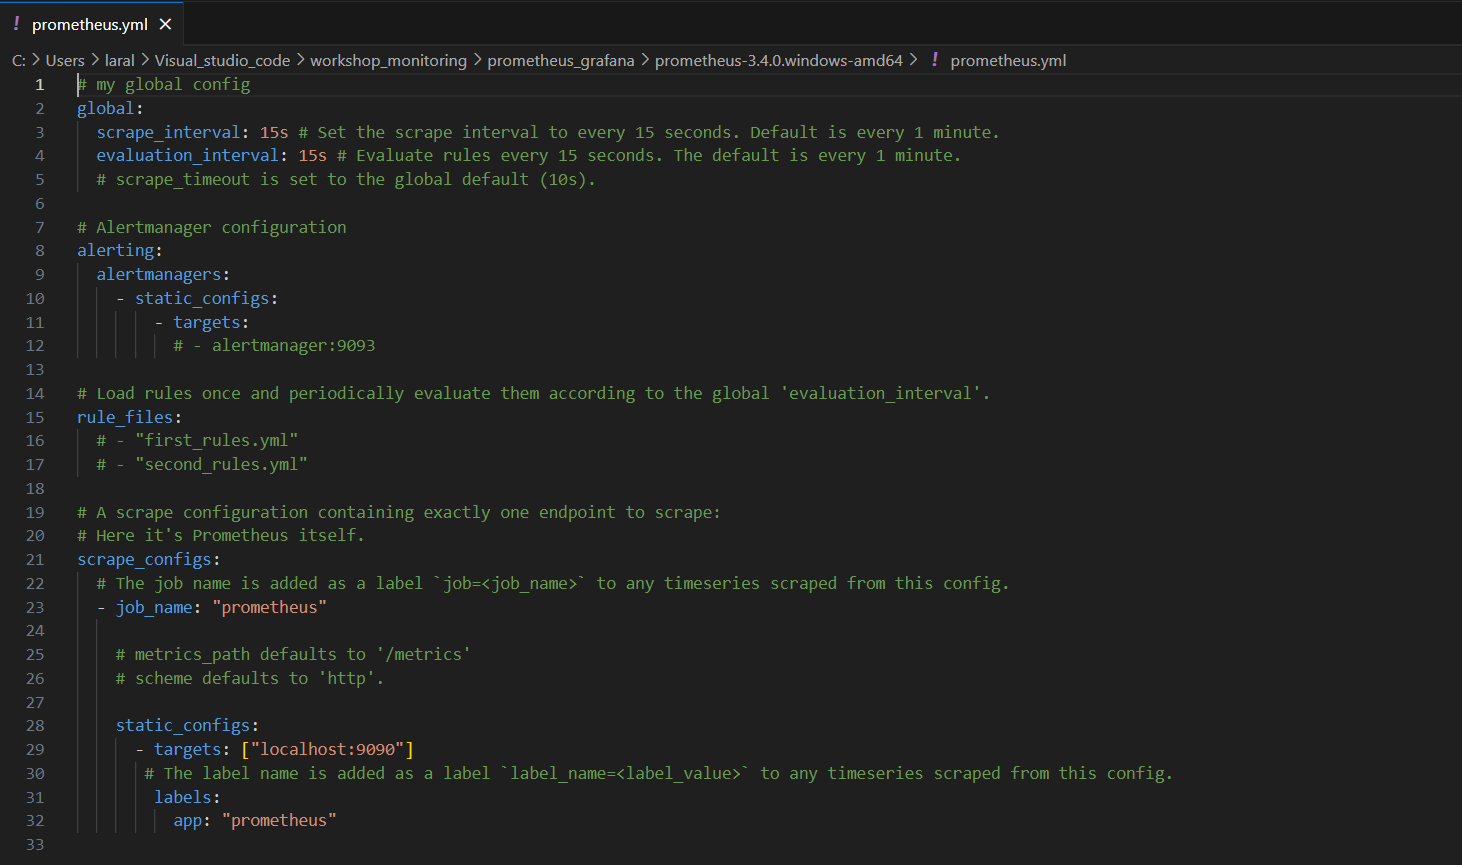 ! prometheus.yml ×
C: > Users > laral > Visual_studio_code > workshop_monitoring > prometheus_grafana > prometheus-3.4.0.windows-amd64 > ! prometheus.yml
1 # my global config
2 global:
3   scrape_interval: 15s # Set the scrape interval to every 15 seconds. Default is every 1 minute.
4   evaluation_interval: 15s # Evaluate rules every 15 seconds. The default is every 1 minute.
5   # scrape_timeout is set to the global default (10s).
6
7 # Alertmanager configuration
8 alerting:
9   alertmanagers:
10     - static_configs:
11         - targets:
12           # - alertmanager:9093
13
14 # Load rules once and periodically evaluate them according to the global 'evaluation_interval'.
15 rule_files:
16   # - "first_rules.yml"
17   # - "second_rules.yml"
18
19 # A scrape configuration containing exactly one endpoint to scrape:
20 # Here it's Prometheus itself.
21 scrape_configs:
22   # The job name is added as a label `job=<job_name>` to any timeseries scraped from this config.
23   - job_name: "prometheus"
24
25     # metrics_path defaults to '/metrics'
26     # scheme defaults to 'http'.
27
28     static_configs:
29       - targets: ["localhost:9090"]
30        # The label name is added as a label `label_name=<label_value>` to any timeseries scraped from this config.
31         labels:
32           app: "prometheus"
33